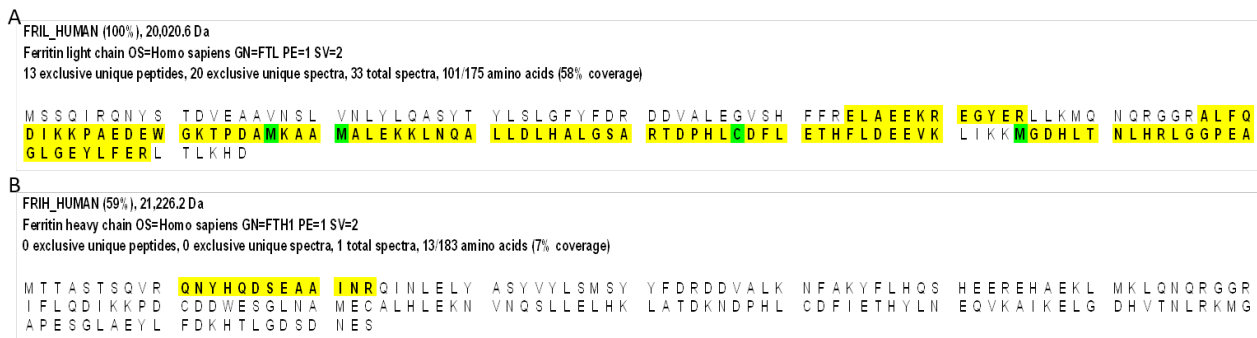 A
FRIL_HUMAN (100%), 20,020.6 Da
Ferritin light chain OS=Homo sapiens GN=FTL PE=1 SV=2
13 exclusive unique peptides, 20 exclusive unique spectra, 33 total spectra, 101/175 amino acids (58% coverage)
MSSQIRQNYS TDVEAAVNSL VNLYLQASYT YLSLGFYFDR DDVALEGVSH FFRELAEEKR EGYERLLKMQ NQRGGRALFQ
DIKKPAEDEW GKTPDAMKAA MALEKKLNQA LLDLHALGSA RTDPHLCDFL ETHFLDEEVK LIKKMGDHLT NLHRLGGPEA
GLGEYLFERL TLKHD
B
FRIH_HUMAN (59%), 21,226.2 Da
Ferritin heavy chain OS=Homo sapiens GN=FTH1 PE=1 SV=2
0 exclusive unique peptides, 0 exclusive unique spectra, 1 total spectra, 13/183 amino acids (7% coverage)
MTTASTSQVR QNYHQDSEAA INRQINLELY ASYVYLSMSY YFDRDDVALK NFAKYFLHQS HEEREHAEKL MKLQNQRGGR
IFLQDIKKPD CDDWESGLNA MECALHLEKN VNQSLLELHK LATDKNDPHL CDFIETHYLN EQVKAIKELG DHVTNLRKMG
APESGLAEYL FDKHTLGDSD NES